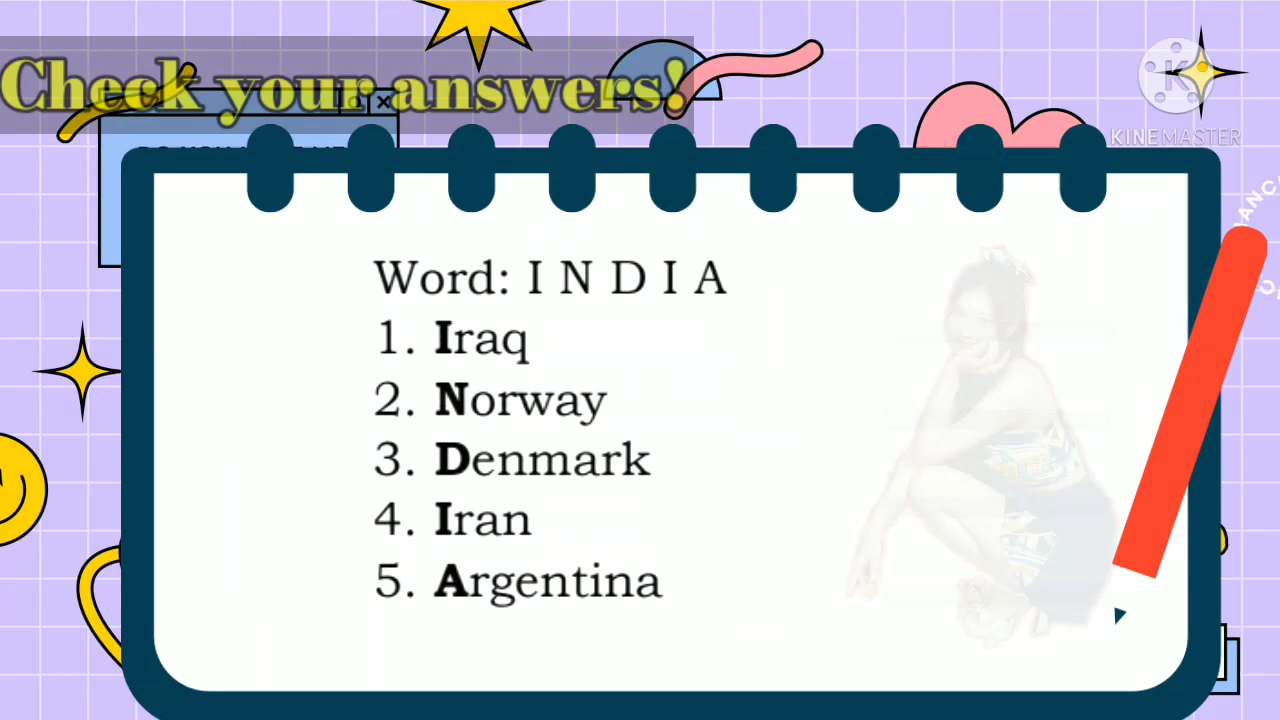 Check your answers!
KINEMASTER
Word: I N D I A
1. Iraq
2. Norway
3. Denmark
4. Iran
5. Argentina